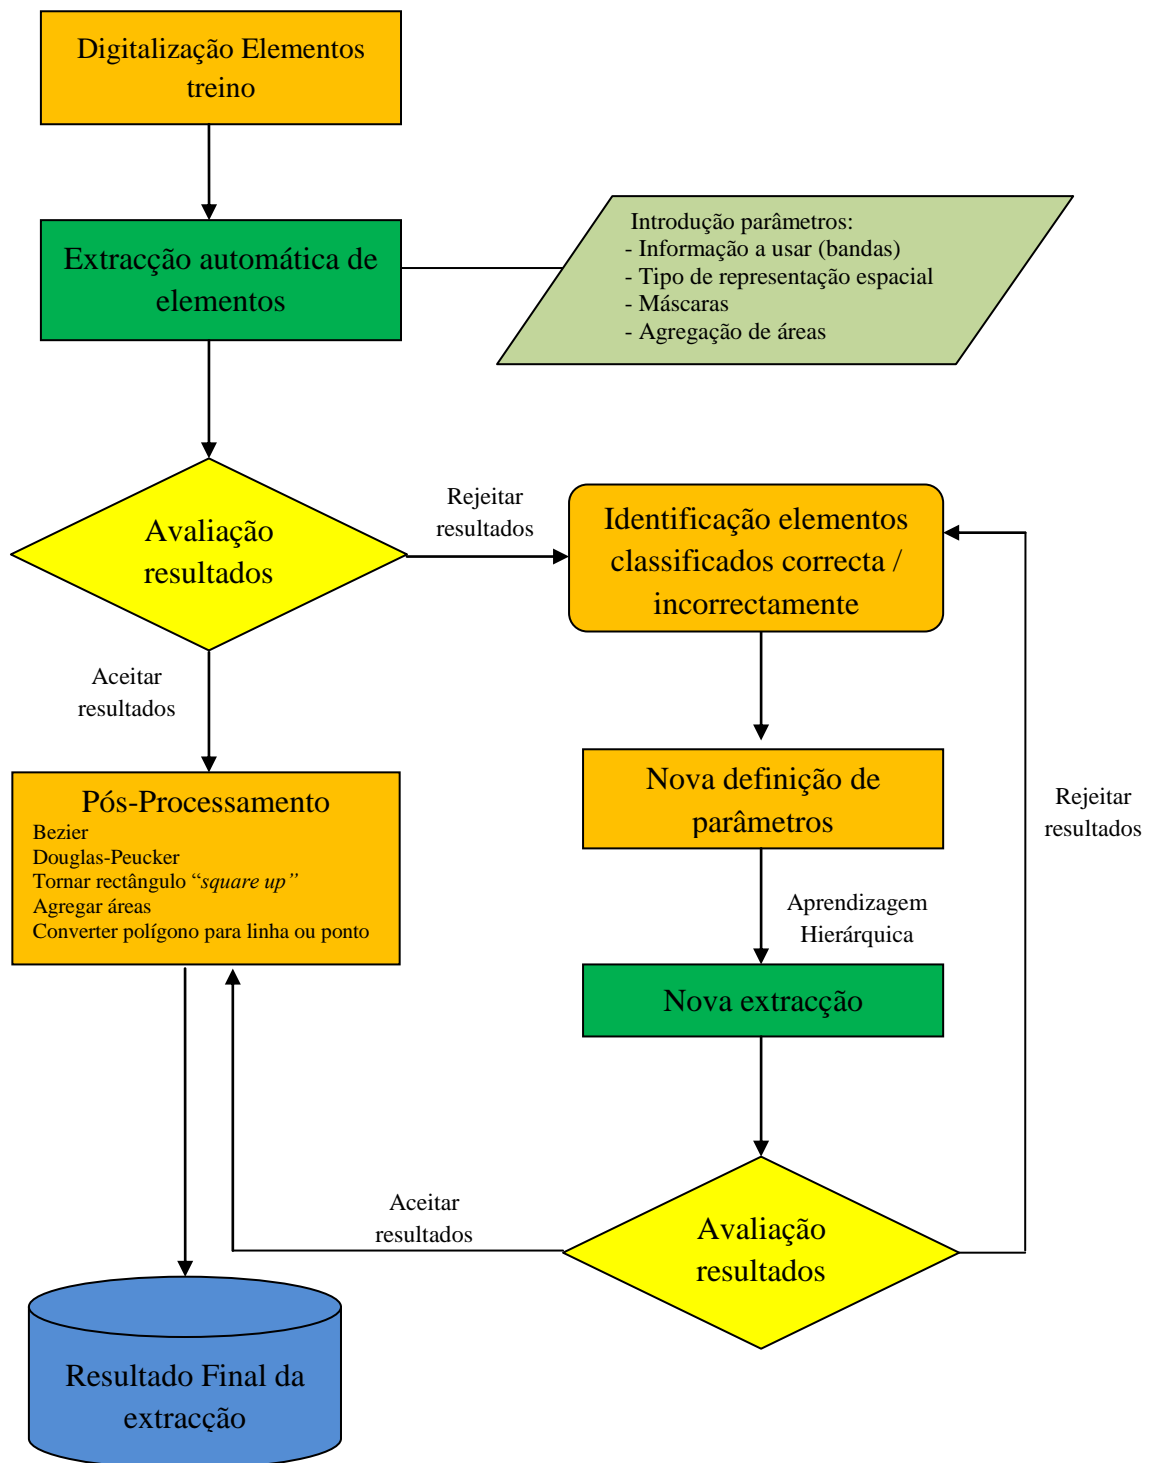 Digitalização Elementos
treino
Extracção automática de
elementos
Introdução parâmetros:
- Informação a usar (bandas)
- Tipo de representação espacial
- Máscaras
- Agregação de áreas
Avaliação
resultados
Rejeitar
resultados
Identificação elementos
classificados correcta /
incorrectamente
Aceitar
resultados
Pós-Processamento
Bezier
Douglas-Peucker
Tornar rectângulo “square up”
Agregar áreas
Converter polígono para linha ou ponto
Nova definição de
parâmetros
Rejeitar
resultados
Aprendizagem
Hierárquica
Nova extracção
Aceitar
resultados
Avaliação
resultados
Resultado Final da
extracção